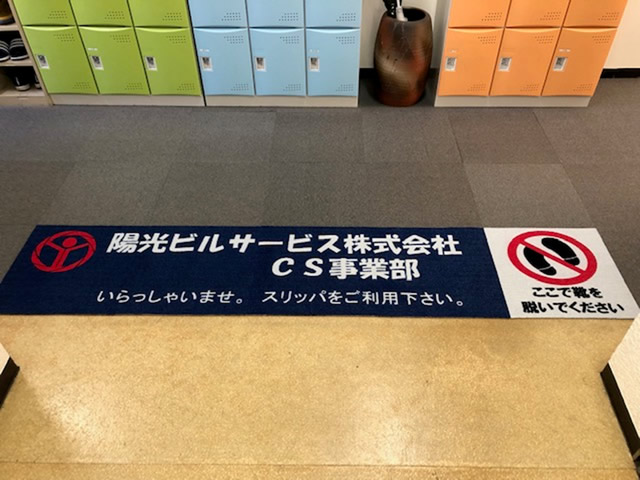 陽光ビルサービス株式会社
CS事業部
いらっしゃいませ。 スリッパをご利用下さい。
ここで靴を
脱いでください